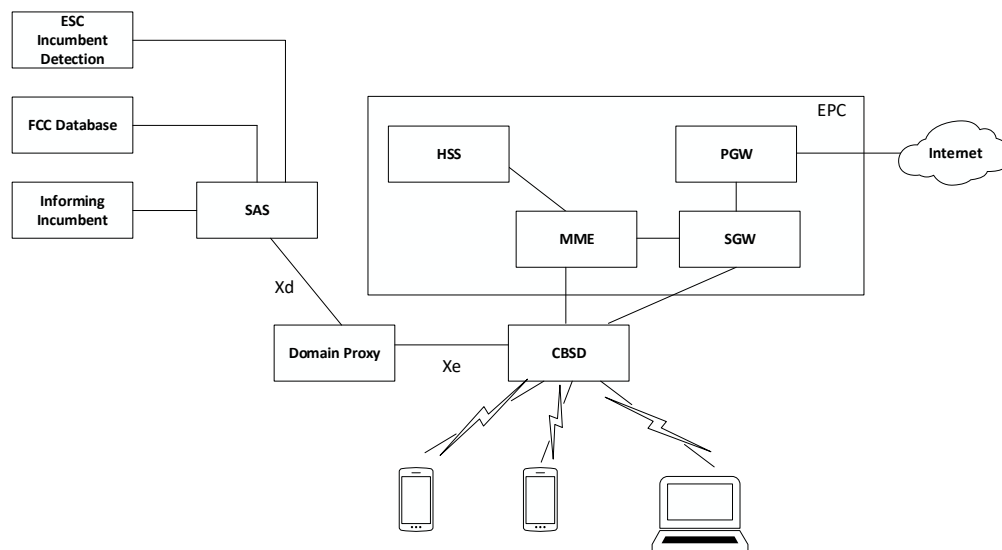 ESC
Incumbent
Detection
FCC Database
Informing
Incumbent
SAS
EPC
HSS
PGW
Internet
MME
SGW
Xd
Domain Proxy
Xe
CBSD